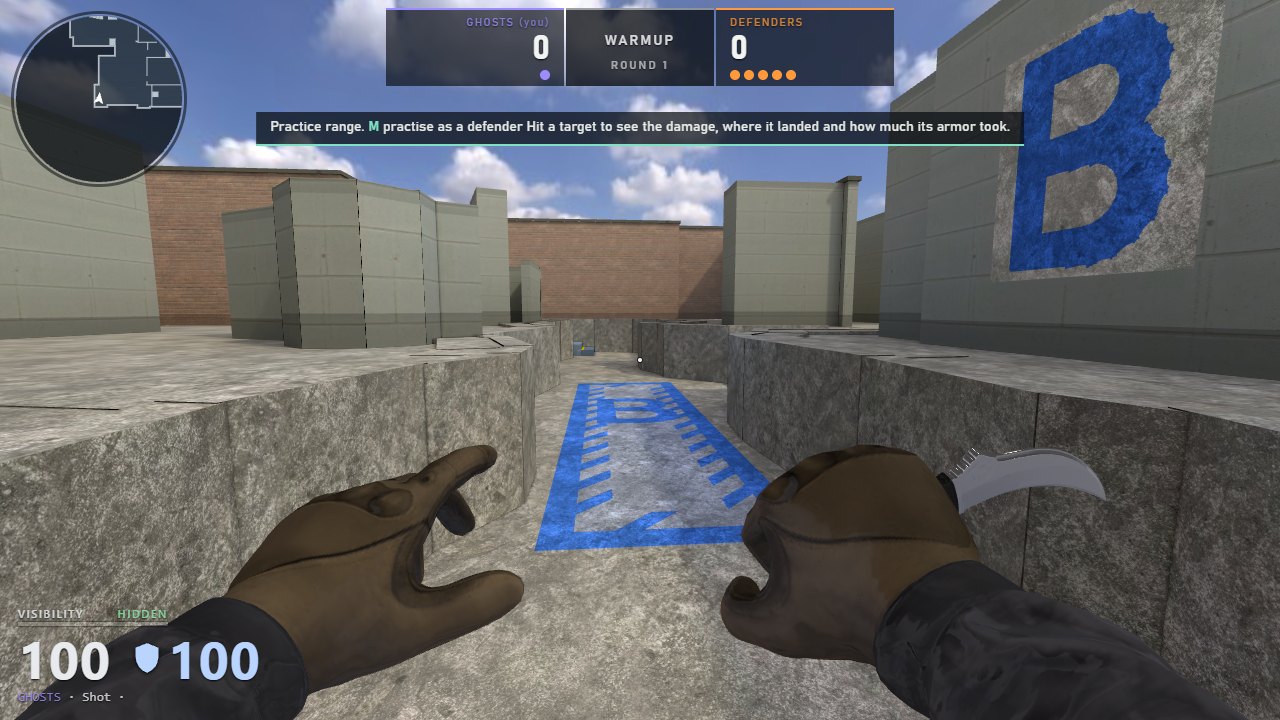 GHOSTS (you)
0
WARMUP
ROUND 1
DEFENDERS
0
Practice range. M practise as a defender Hit a target to see the damage, where it landed and how much its armor took.
B
B
VISIBILITY HIDDEN
100 100
GHOSTS · Shot ·